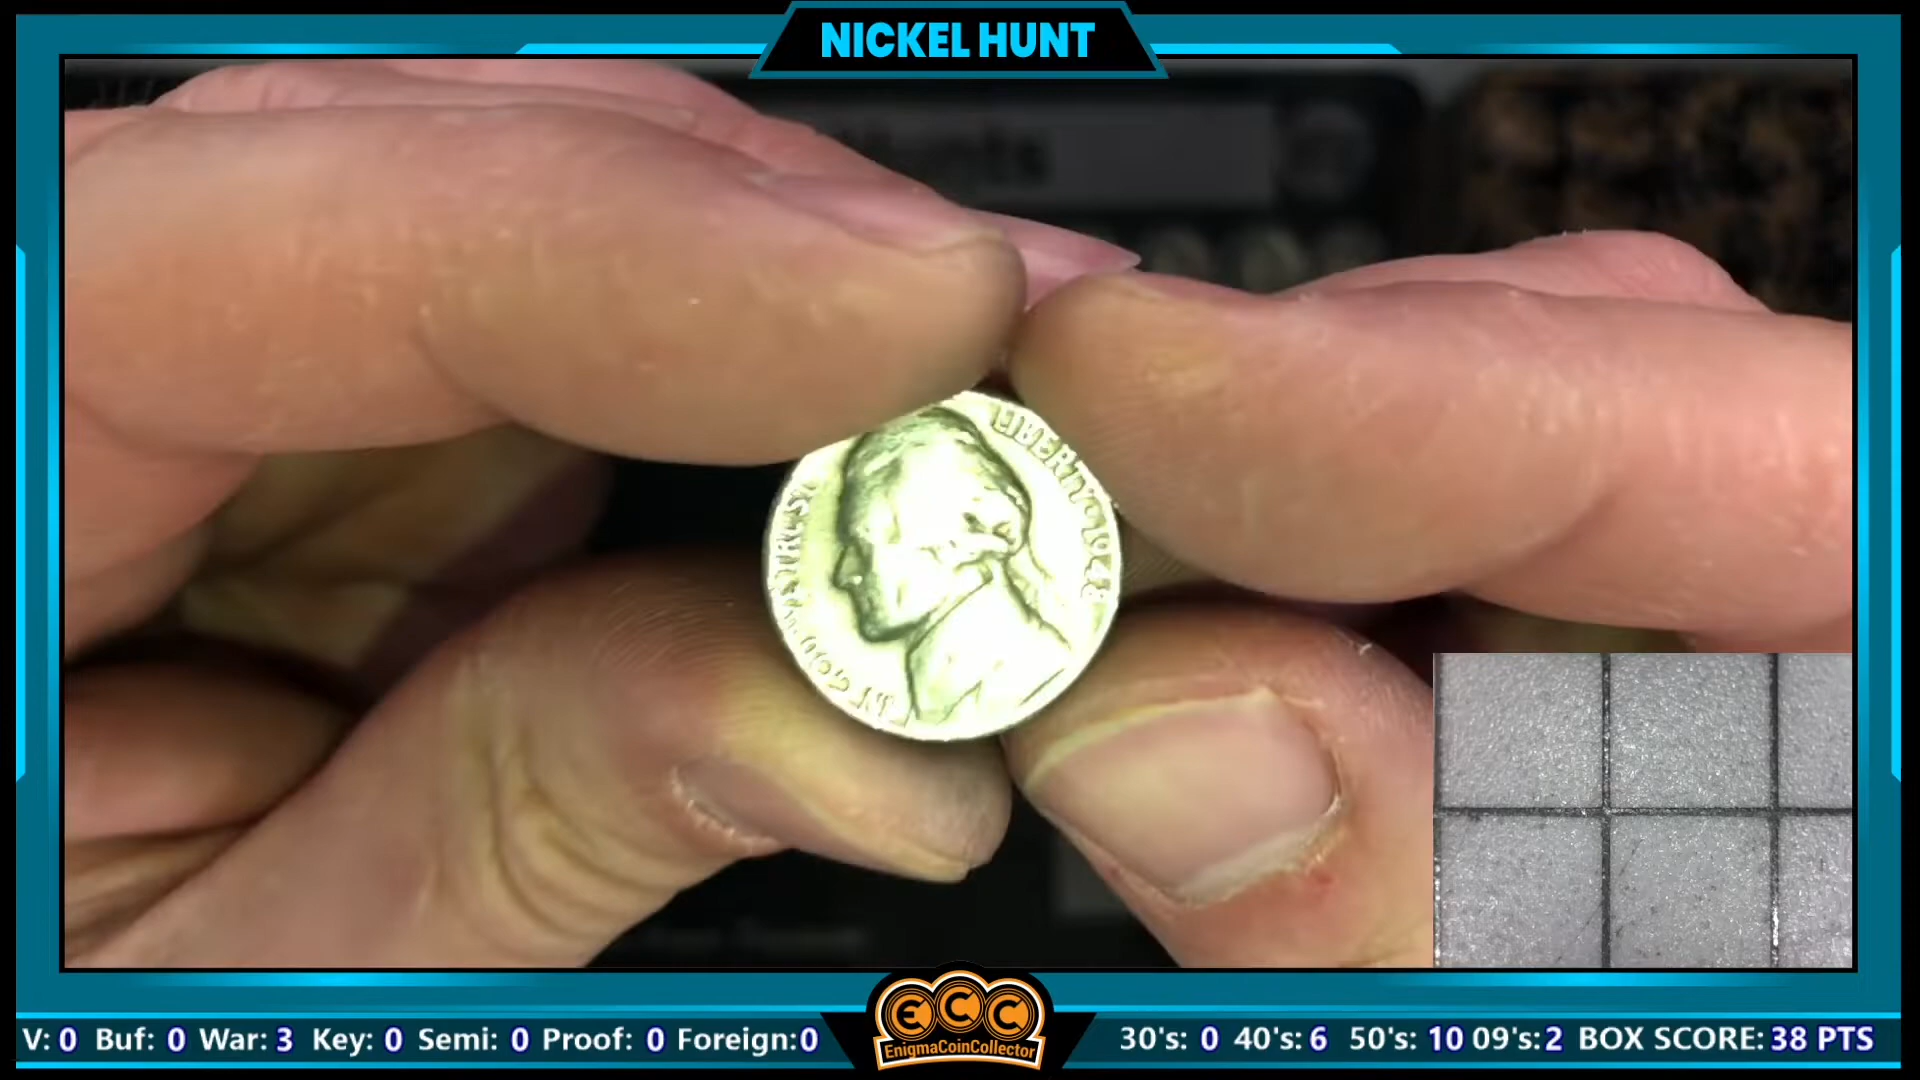 NICKEL HUNT
LIBERTY 1948
IN GOD WE TRUST
V: 0 Buf: 0 War: 3 Key: 0 Semi: 0 Proof: 0 Foreign:0
ECC
EnigmaCoinCollector
30's: 0 40's: 6 50's: 10 09's: 2 BOX SCORE: 38 PTS